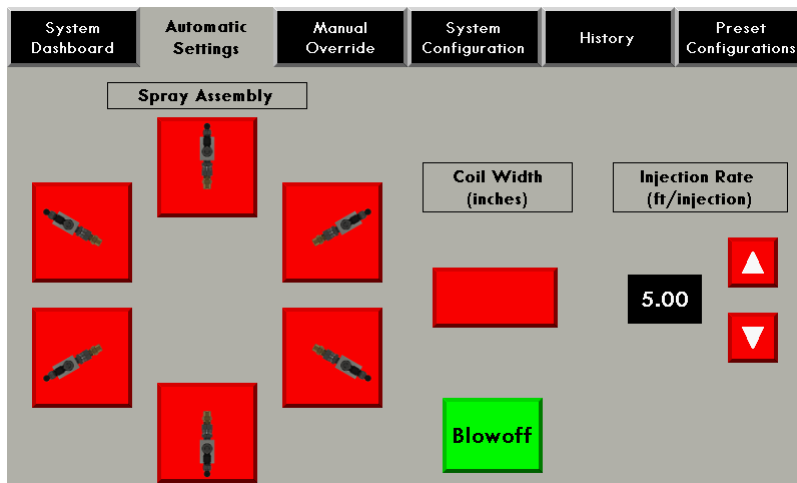 System
Dashboard
Automatic
Settings
Manual
Override
System
Configuration
History
Preset
Configurations
Spray Assembly
Coil Width
(inches)
Injection Rate
(ft/injection)
5.00
Blowoff